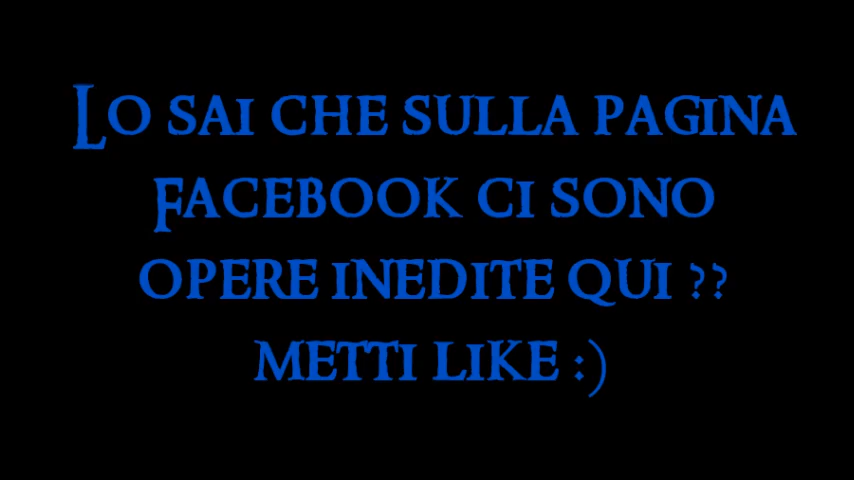 Lo sai che sulla pagina
Facebook ci sono
opere inedite qui ??
metti like :)